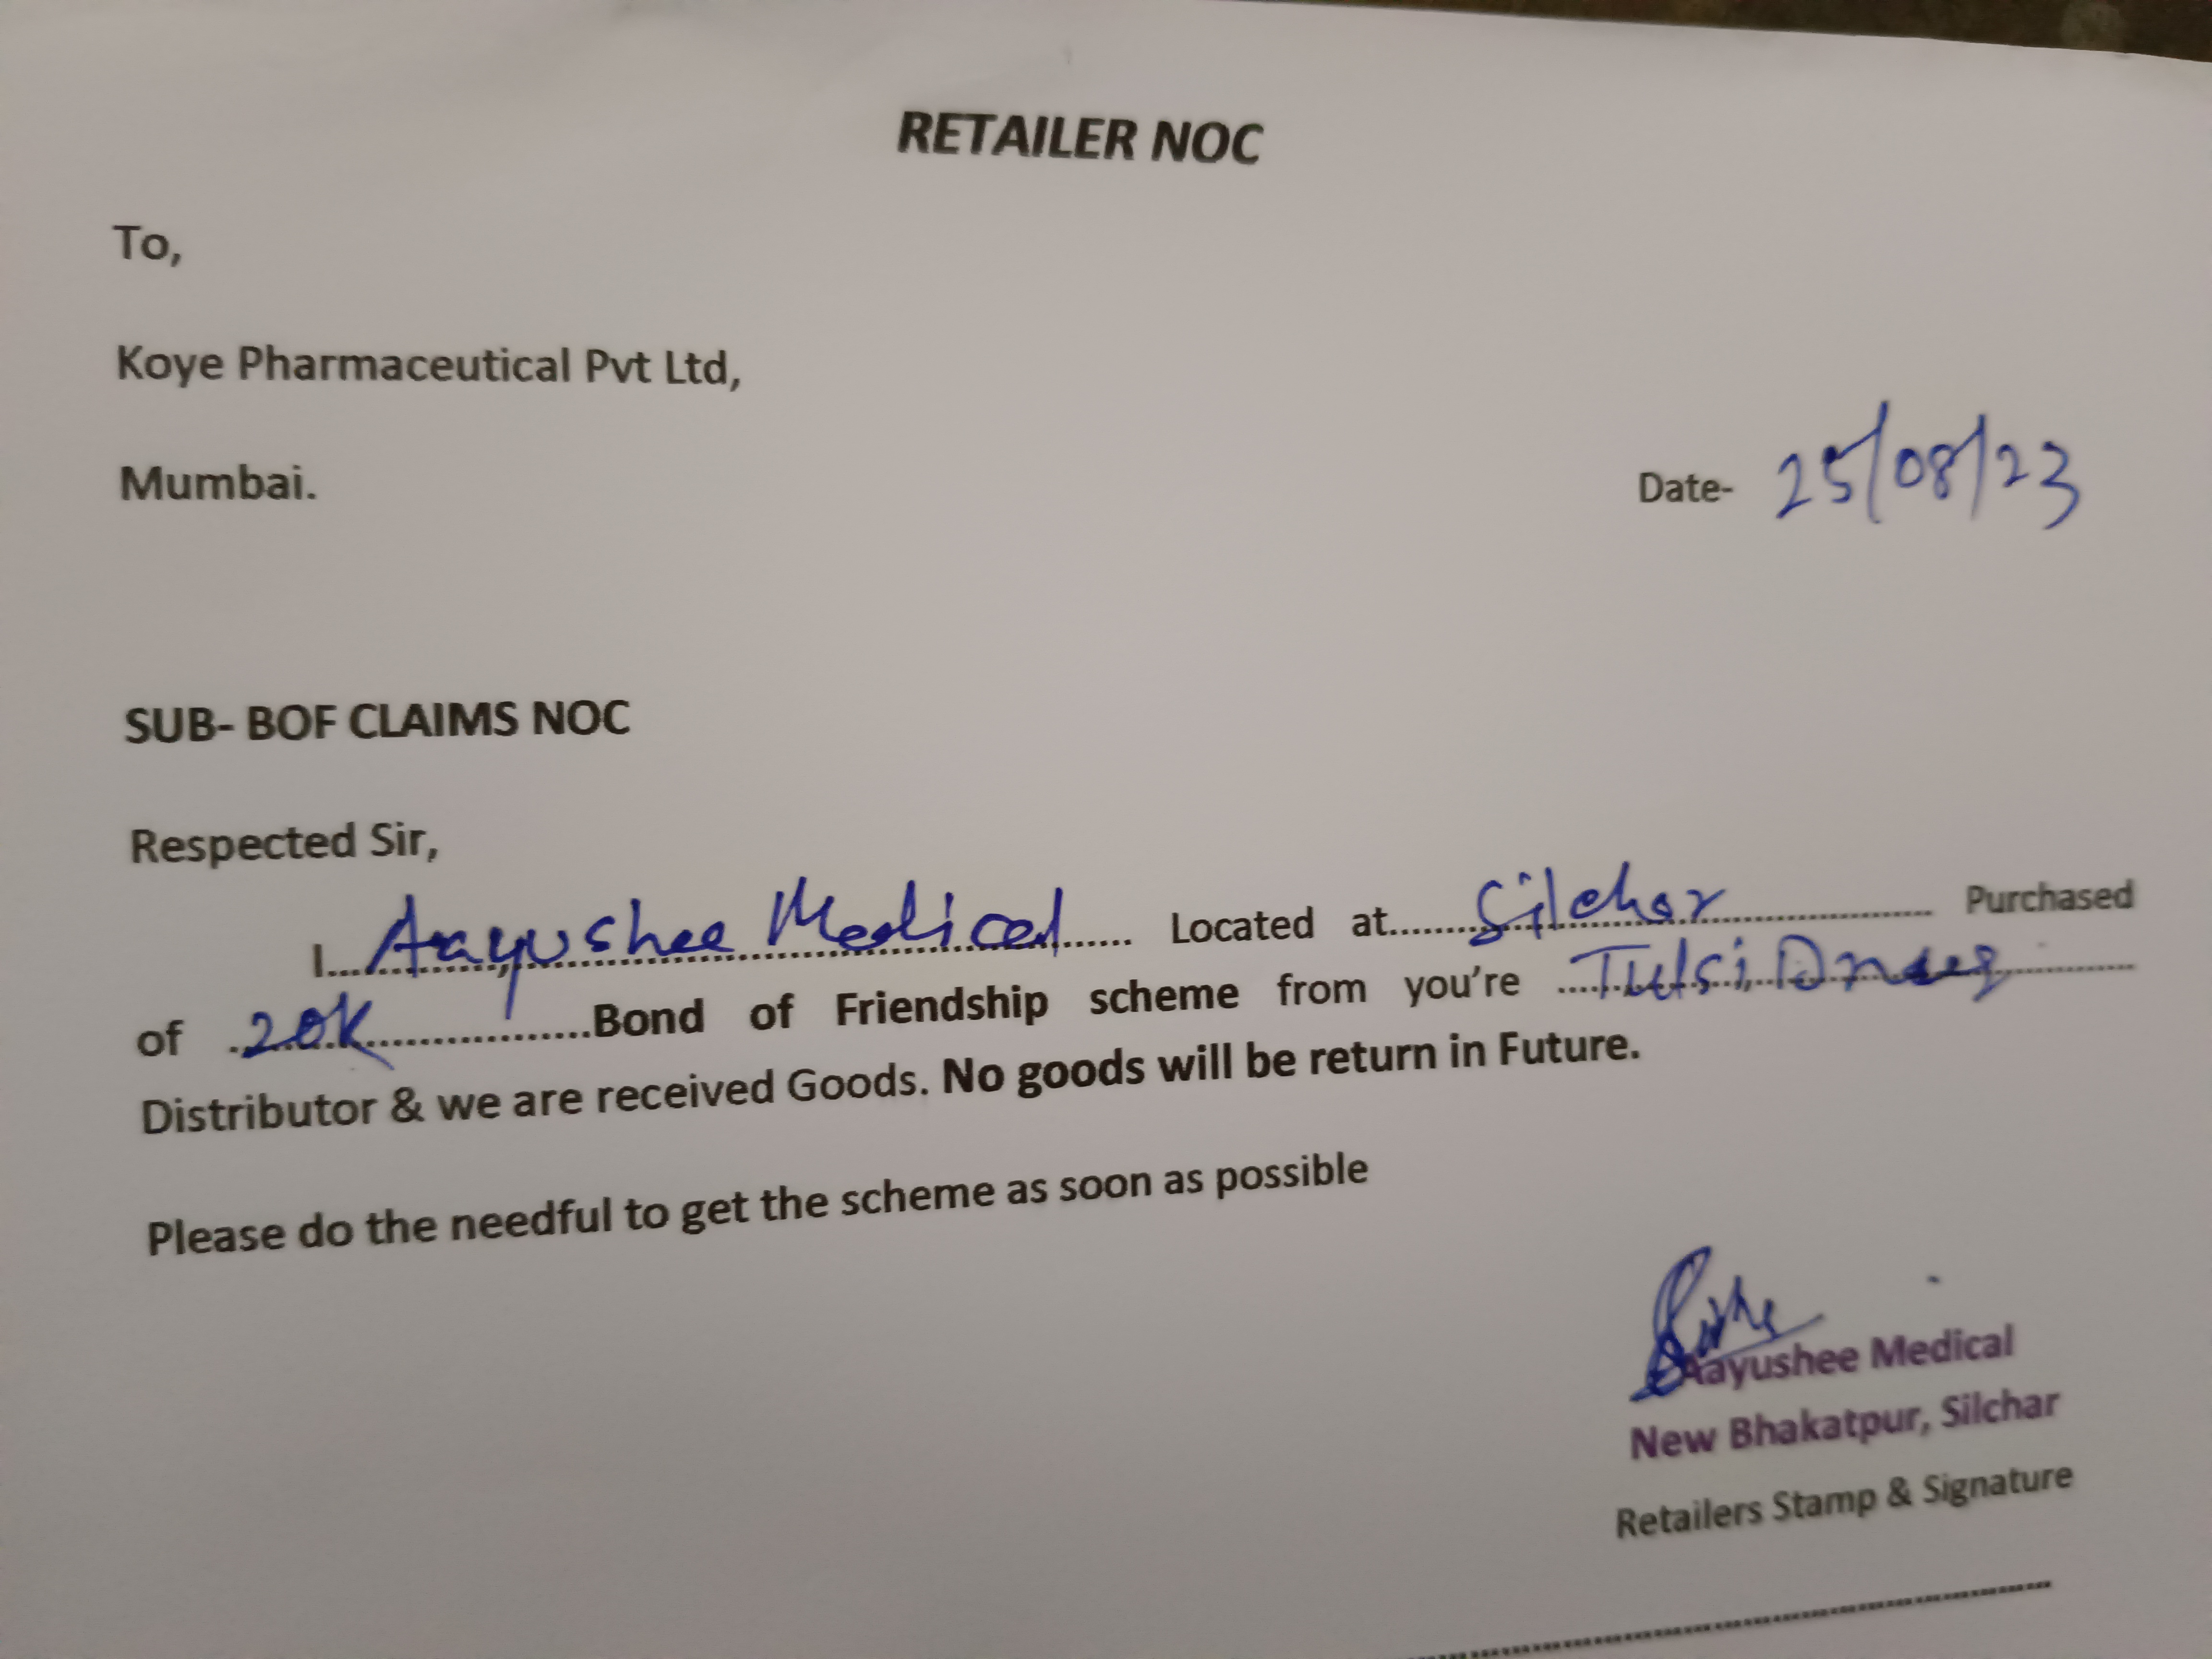 RETAILER NOC
To,
Koye Pharmaceutical Pvt Ltd,
Mumbai.
Date- 25/08/23
SUB- BOF CLAIMS NOC
Respected Sir,
I...Aayushee Medical... Located at...Silchar... Purchased
of ...20K...Bond of Friendship scheme from you're ...Tulsi...
Distributor & we are received Goods. No goods will be return in Future.
Please do the needful to get the scheme as soon as possible
Aayushee Medical
New Bhakatpur, Silchar
Retailers Stamp & Signature